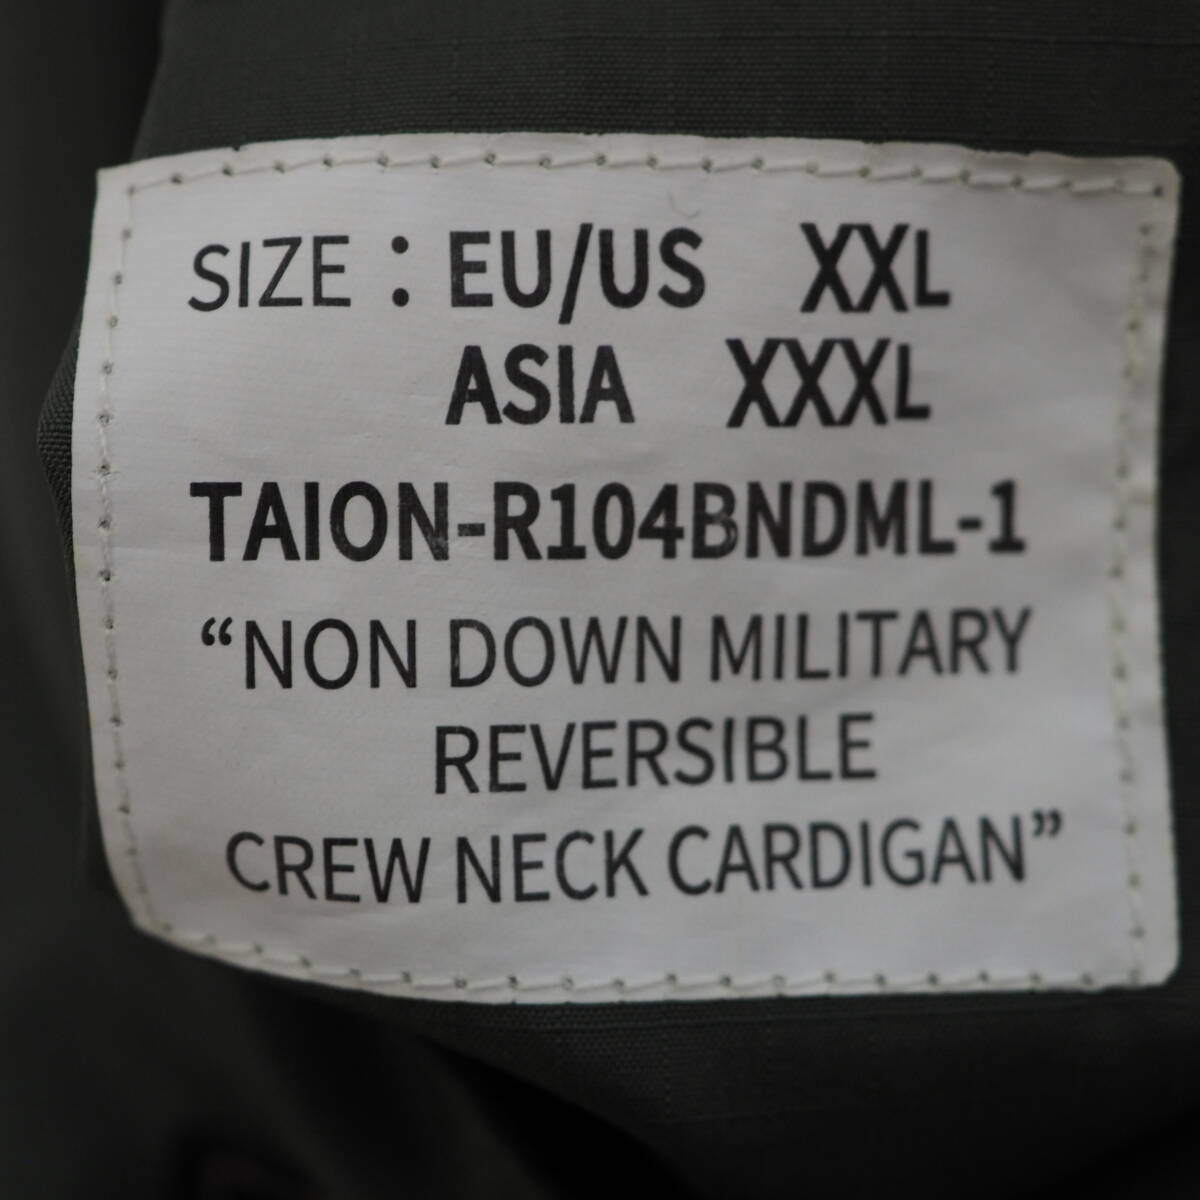 SIZE : EU/US XXL
ASIA XXXL
TAION-R104BNDML-1
“NON DOWN MILITARY
REVERSIBLE
CREW NECK CARDIGAN”